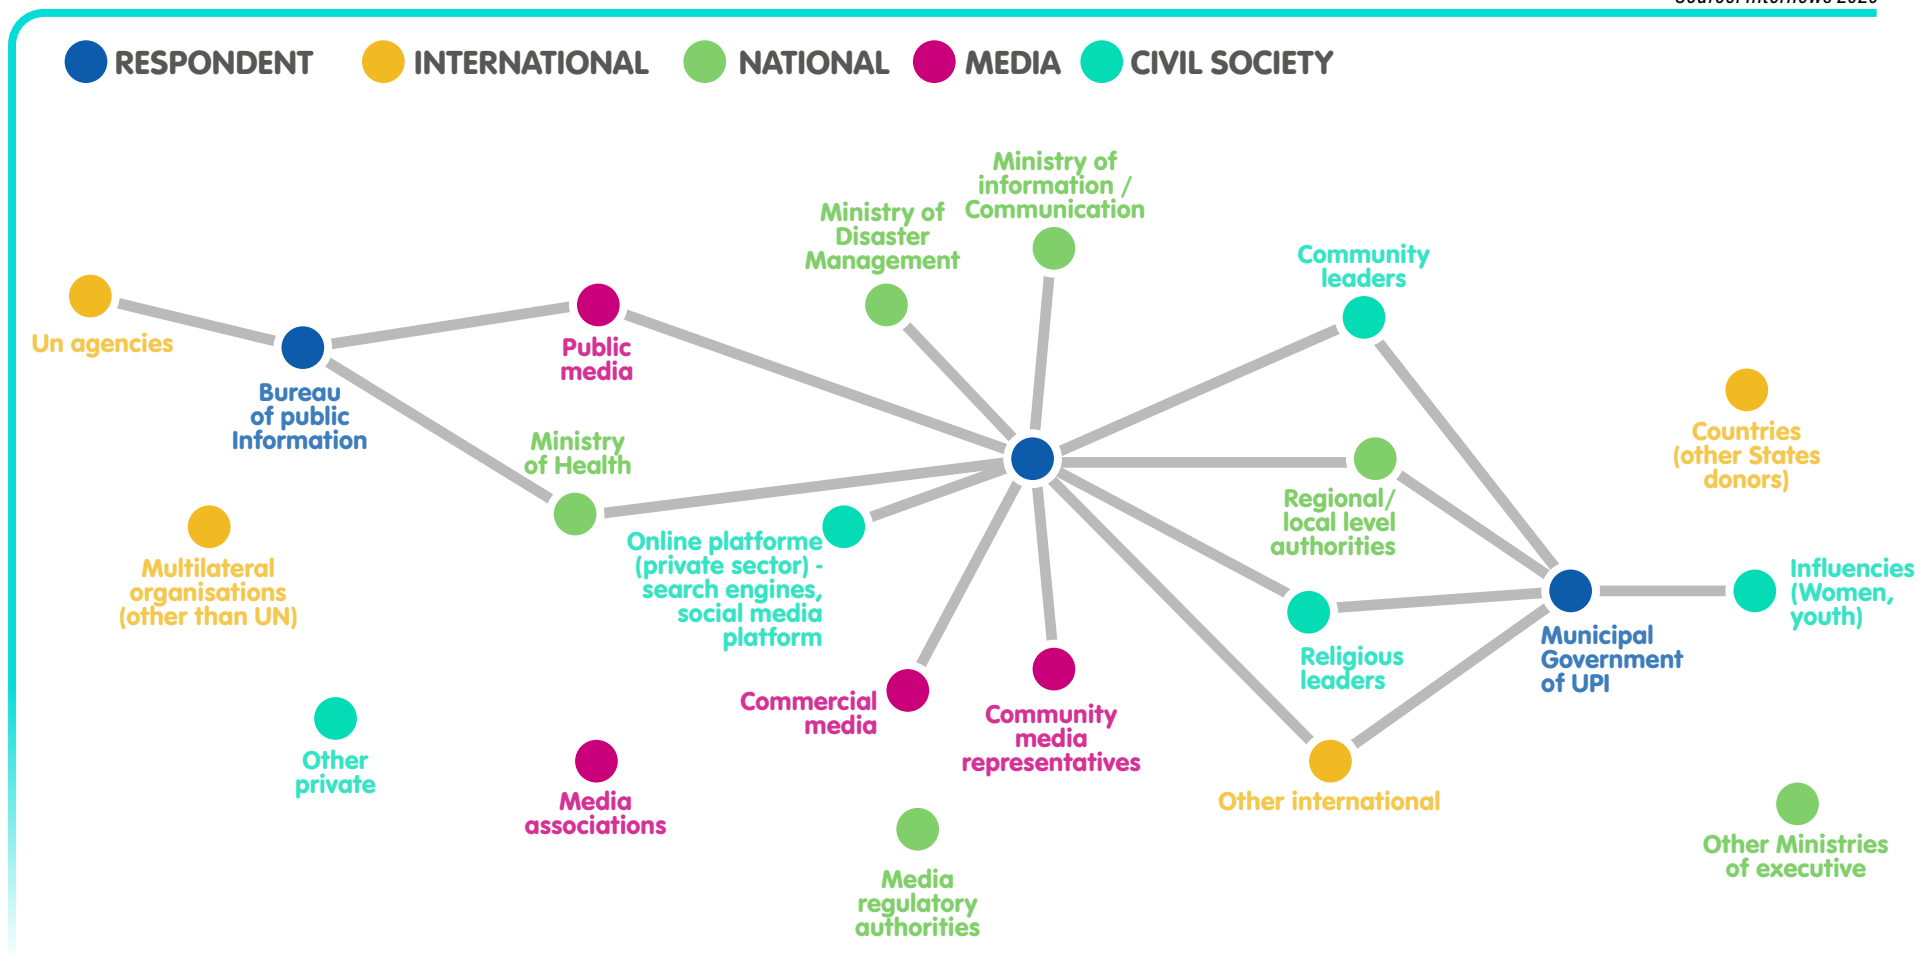 RESPONDENT
INTERNATIONAL
NATIONAL
MEDIA
CIVIL SOCIETY
Ministry of
information /
Communication
Ministry of
Disaster
Management
Community
leaders
Un agencies
Public
media
Bureau
of public
Information
Ministry
of Health
Countries
(other States
donors)
Regional/
local level
authorities
Online platforme
(private sector) -
search engines,
social media
platform
Multilateral
organisations
(other than UN)
Influencies
(Women,
youth)
Municipal
Government
of UPI
Religious
leaders
Commercial
media
Community
media
representatives
Other
private
Media
associations
Other international
Other Ministries
of executive
Media
regulatory
authorities